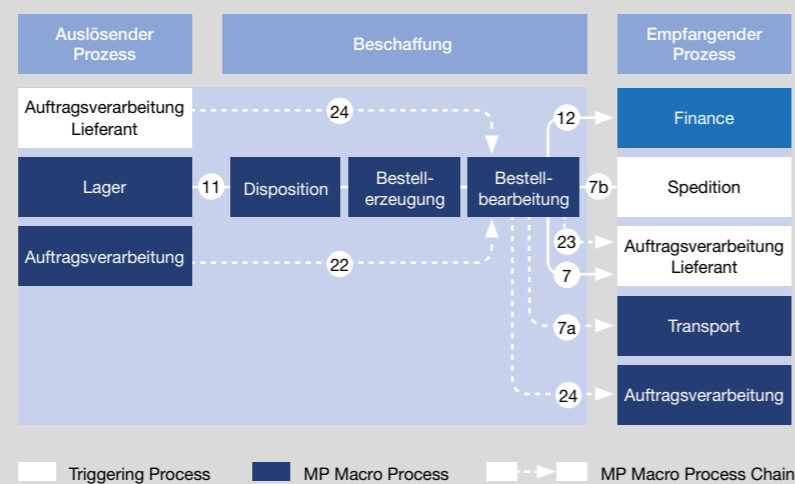 Auslösender
Prozess
Beschaffung
Empfangender
Prozess
Auftragsverarbeitung
Lieferant
24
12
Finance
Lager
11
Disposition
Bestell-
erzeugung
Bestell-
bearbeitung
7b
Spedition
Auftragsverarbeitung
22
23
7
Auftragsverarbeitung
Lieferant
7a
Transport
24
Auftragsverarbeitung
Triggering Process
MP Macro Process
MP Macro Process Chain